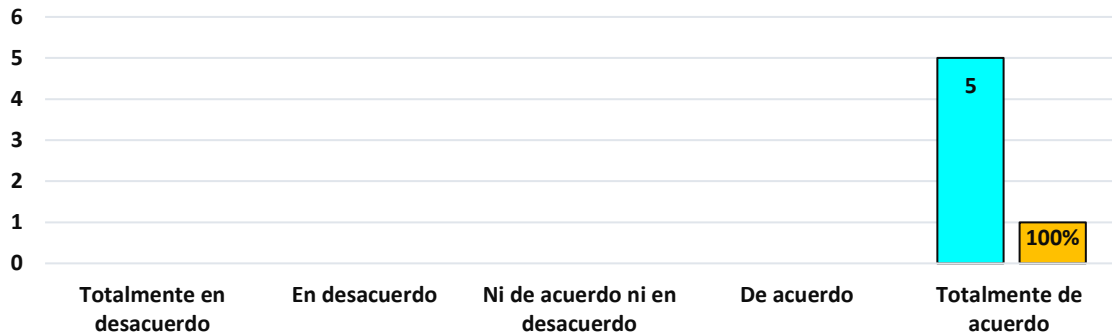 6
5
4
3
2
1
0
5
100%
Totalmente en
desacuerdo
En desacuerdo
Ni de acuerdo ni en
desacuerdo
De acuerdo
Totalmente de
acuerdo